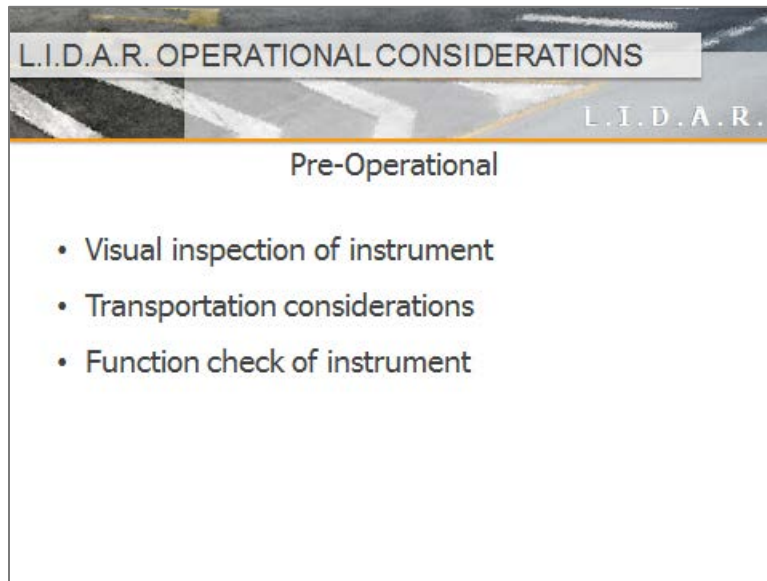 L.I.D.A.R. OPERATIONAL CONSIDERATIONS
L.I.D.A.R.
Pre-Operational
• Visual inspection of instrument
• Transportation considerations
• Function check of instrument